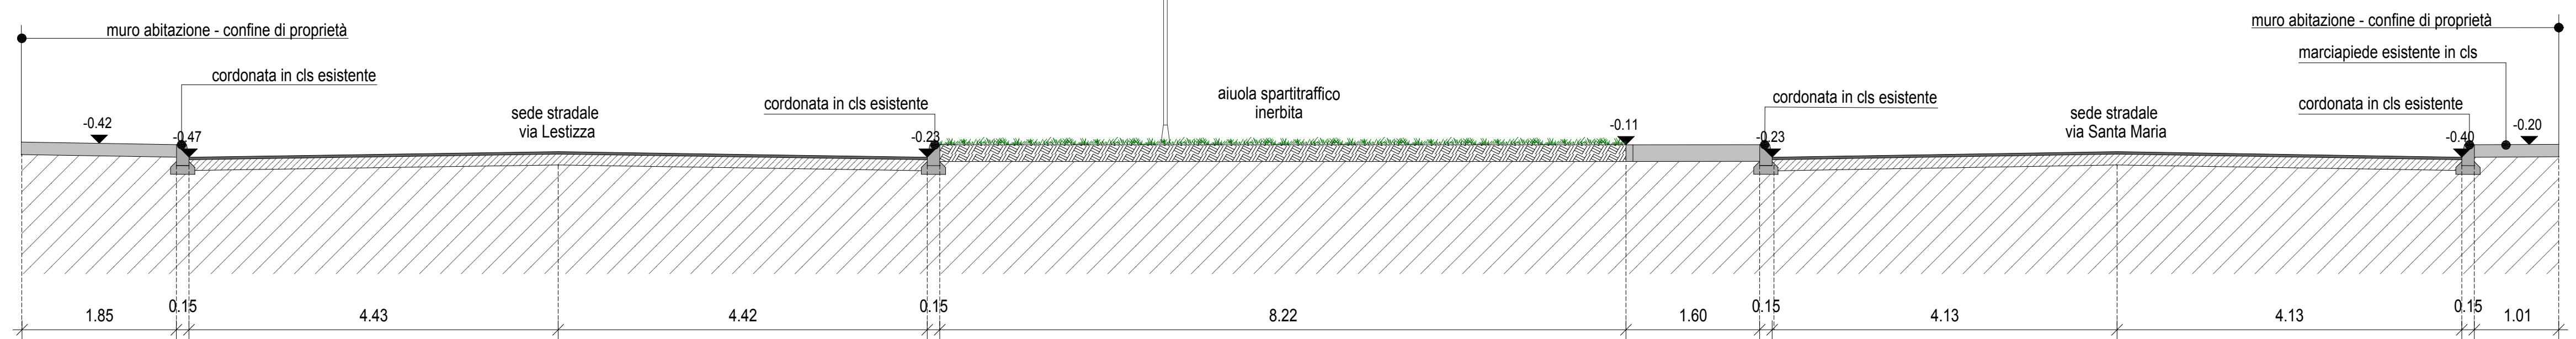 muro abitazione - confine di proprietà
muro abitazione - confine di proprietà
marciapiede esistente in cls
cordonata in cls esistente
cordonata in cls esistente
aiuola spartitraffico
inerbita
cordonata in cls esistente
cordonata in cls esistente
sede stradale
via Lestizza
sede stradale
via Santa Maria
-0.42
-0.47
-0.23
-0.11
-0.23
-0.40
-0.20
1.85
0.15
4.43
4.42
0.15
8.22
1.60
0.15
4.13
4.13
0.15
1.01